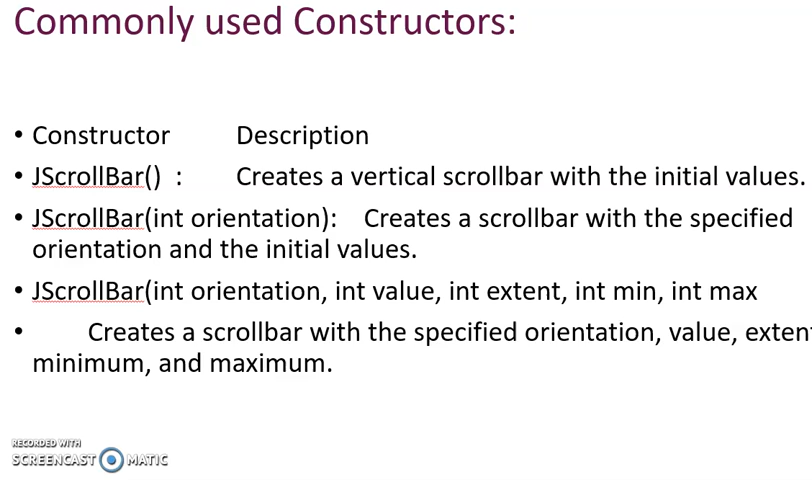 Commonly used Constructors:
• Constructor Description
• JScrollBar() : Creates a vertical scrollbar with the initial values.
• JScrollBar(int orientation): Creates a scrollbar with the specified
orientation and the initial values.
• JScrollBar(int orientation, int value, int extent, int min, int max
• Creates a scrollbar with the specified orientation, value, exten
minimum, and maximum.
RECORDED WITH
SCREENCAST MATIC